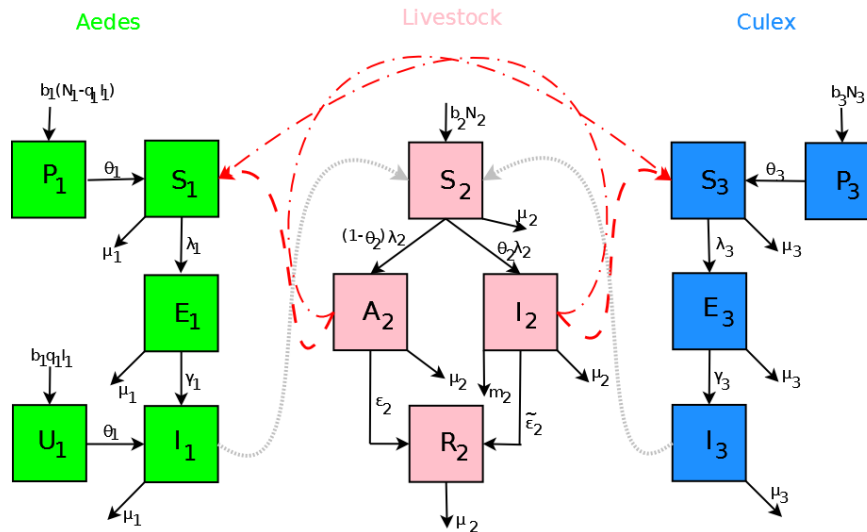 Aedes Livestock Culex
b₁(N₁-q₁I₁) b₂N₂ b₃N₃
P₁ θ₁ S₁ S₂ S₃ θ₃ P₃
μ₁ λ₁ (1-θ₂)λ₂ θ₂λ₂ μ₂ λ₃ μ₃
E₁ A₂ I₂ E₃
b₁q₁I₁ μ₁ γ₁ ε₂ μ₂ m₂ ε̃₂ μ₂ γ₃ μ₃
U₁ θ₁ I₁ R₂ I₃
μ₁ μ₂ μ₃